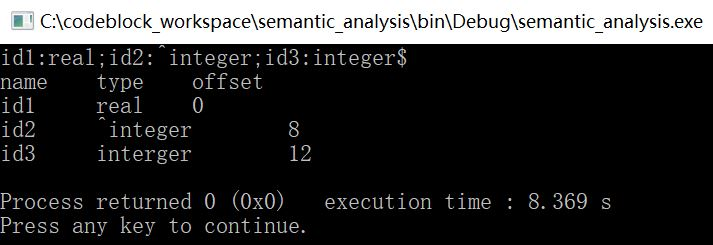 C:\codeblock_workspace\semantic_analysis\bin\Debug\semantic_analysis.exe
id1:real;id2:^integer;id3:integer$
name type offset
id1 real 0
id2 ^integer 8
id3 interger 12
Process returned 0 (0x0) execution time : 8.369 s
Press any key to continue.